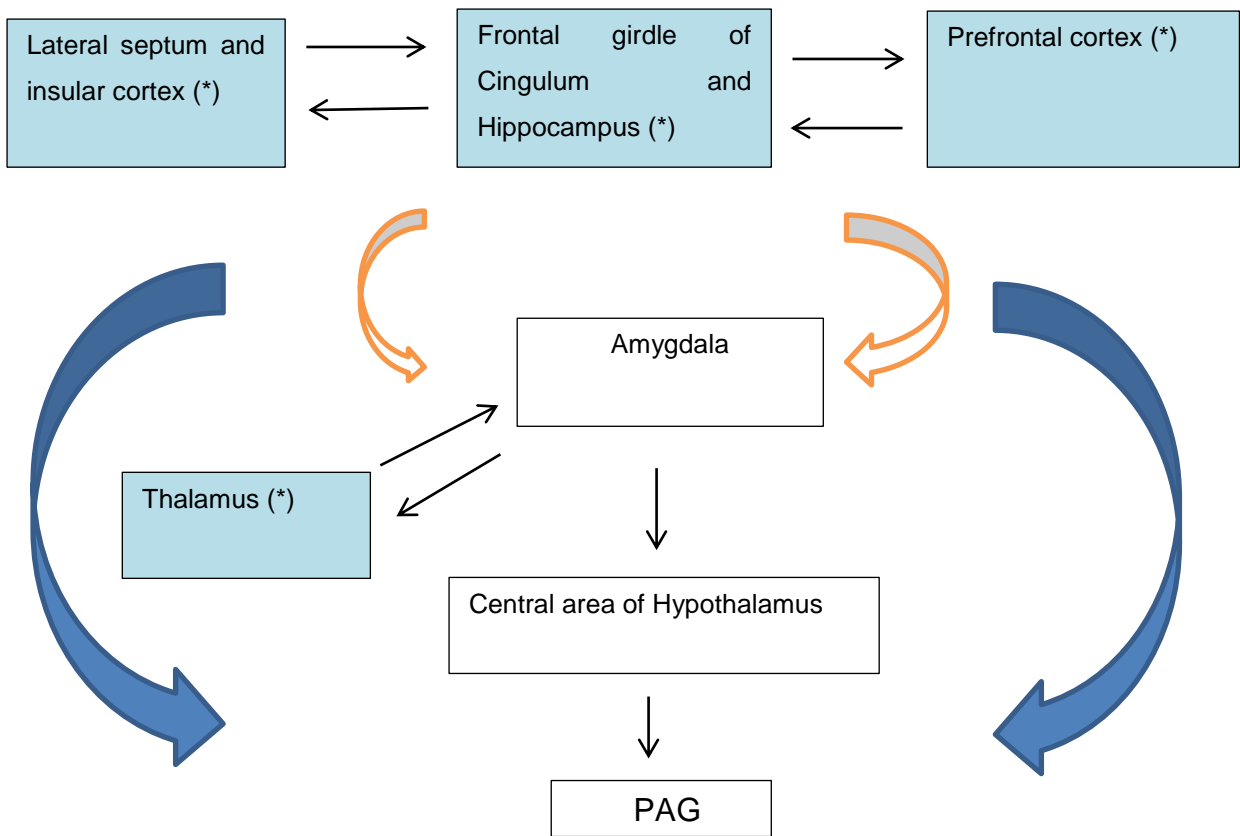 Lateral septum and
insular cortex (*)
Frontal girdle of
Cingulum and
Hippocampus (*)
Prefrontal cortex (*)
Amygdala
Thalamus (*)
Central area of Hypothalamus
PAG